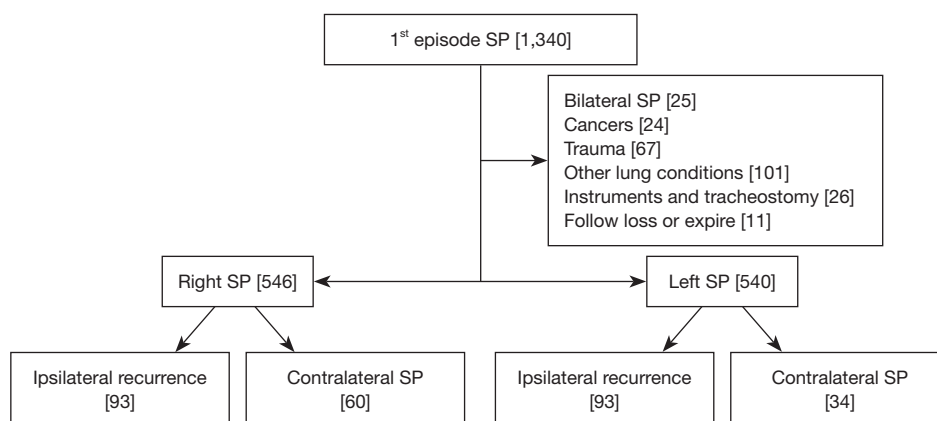 1st episode SP [1,340]
Bilateral SP [25]
Cancers [24]
Trauma [67]
Other lung conditions [101]
Instruments and tracheostomy [26]
Follow loss or expire [11]
Right SP [546]
Left SP [540]
Ipsilateral recurrence
[93]
Contralateral SP
[60]
Ipsilateral recurrence
[93]
Contralateral SP
[34]